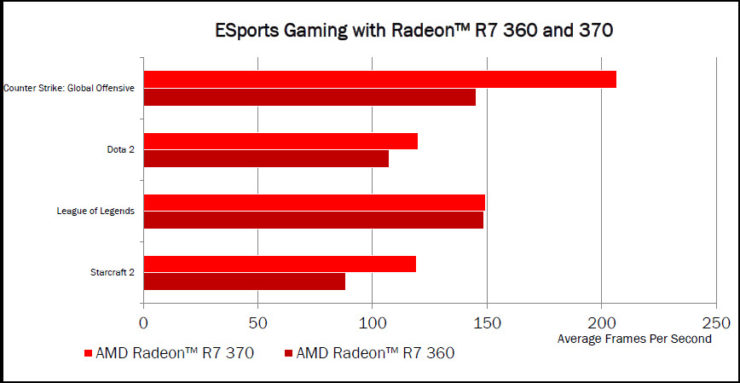 ESports Gaming with Radeon™ R7 360 and 370
Counter Strike: Global Offensive
Dota 2
League of Legends
Starcraft 2
0 50 100 150 200 250
Average Frames Per Second
AMD Radeon™ R7 370 AMD Radeon™ R7 360